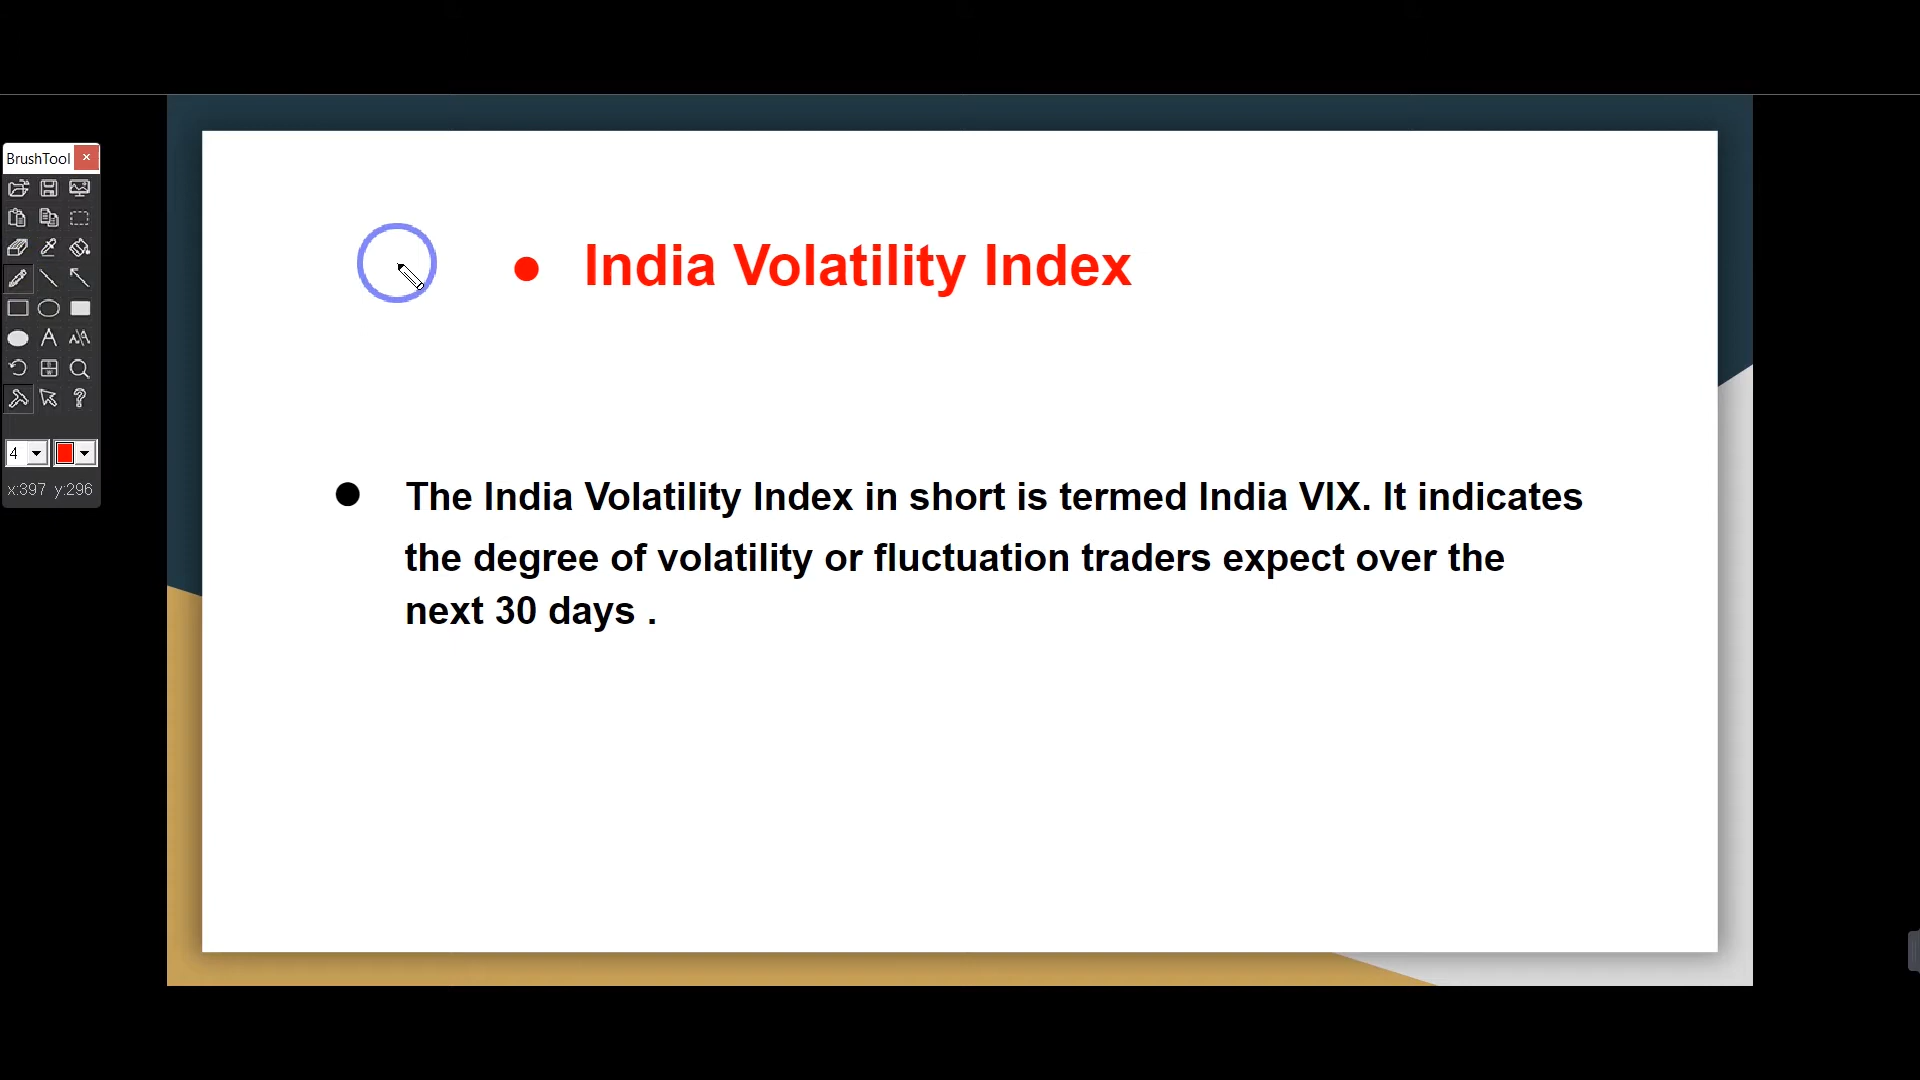 BrushTool
● India Volatility Index
● The India Volatility Index in short is termed India VIX. It indicates
the degree of volatility or fluctuation traders expect over the
next 30 days .
4
x:397 y:296